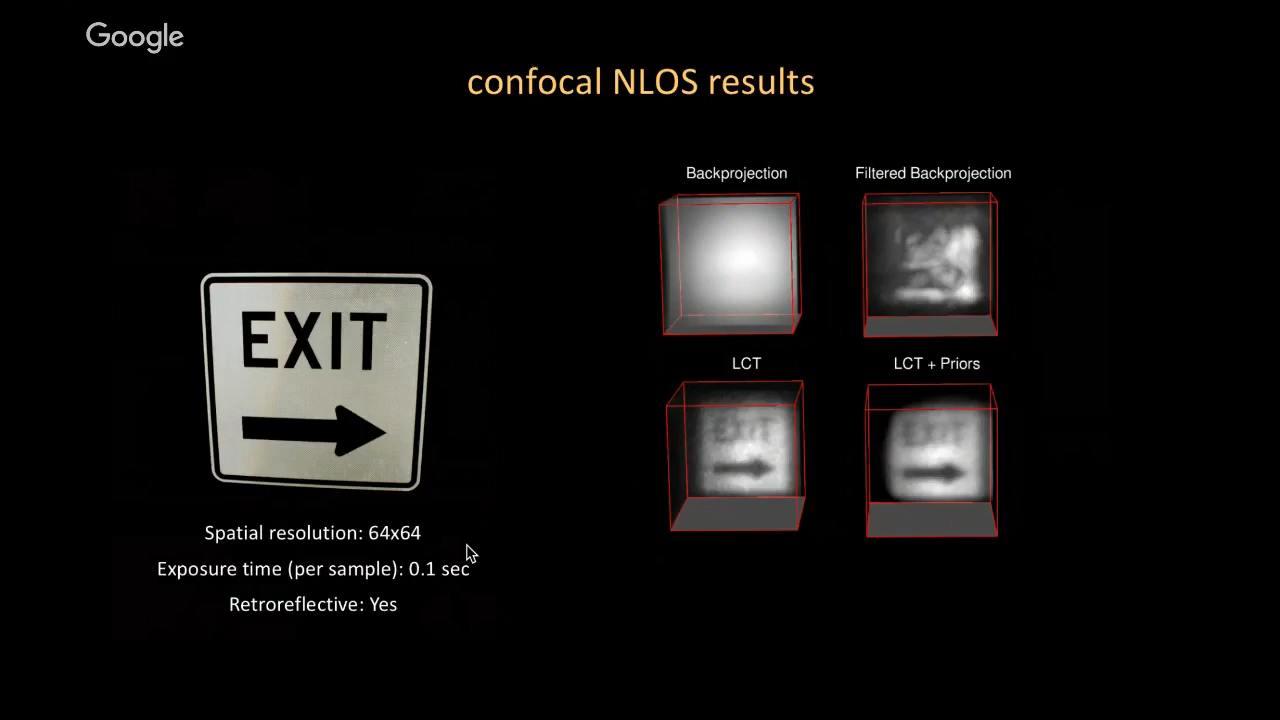 Google
confocal NLOS results
EXIT
Spatial resolution: 64x64
Exposure time (per sample): 0.1 sec
Retroreflective: Yes
Backprojection
Filtered Backprojection
LCT
LCT + Priors